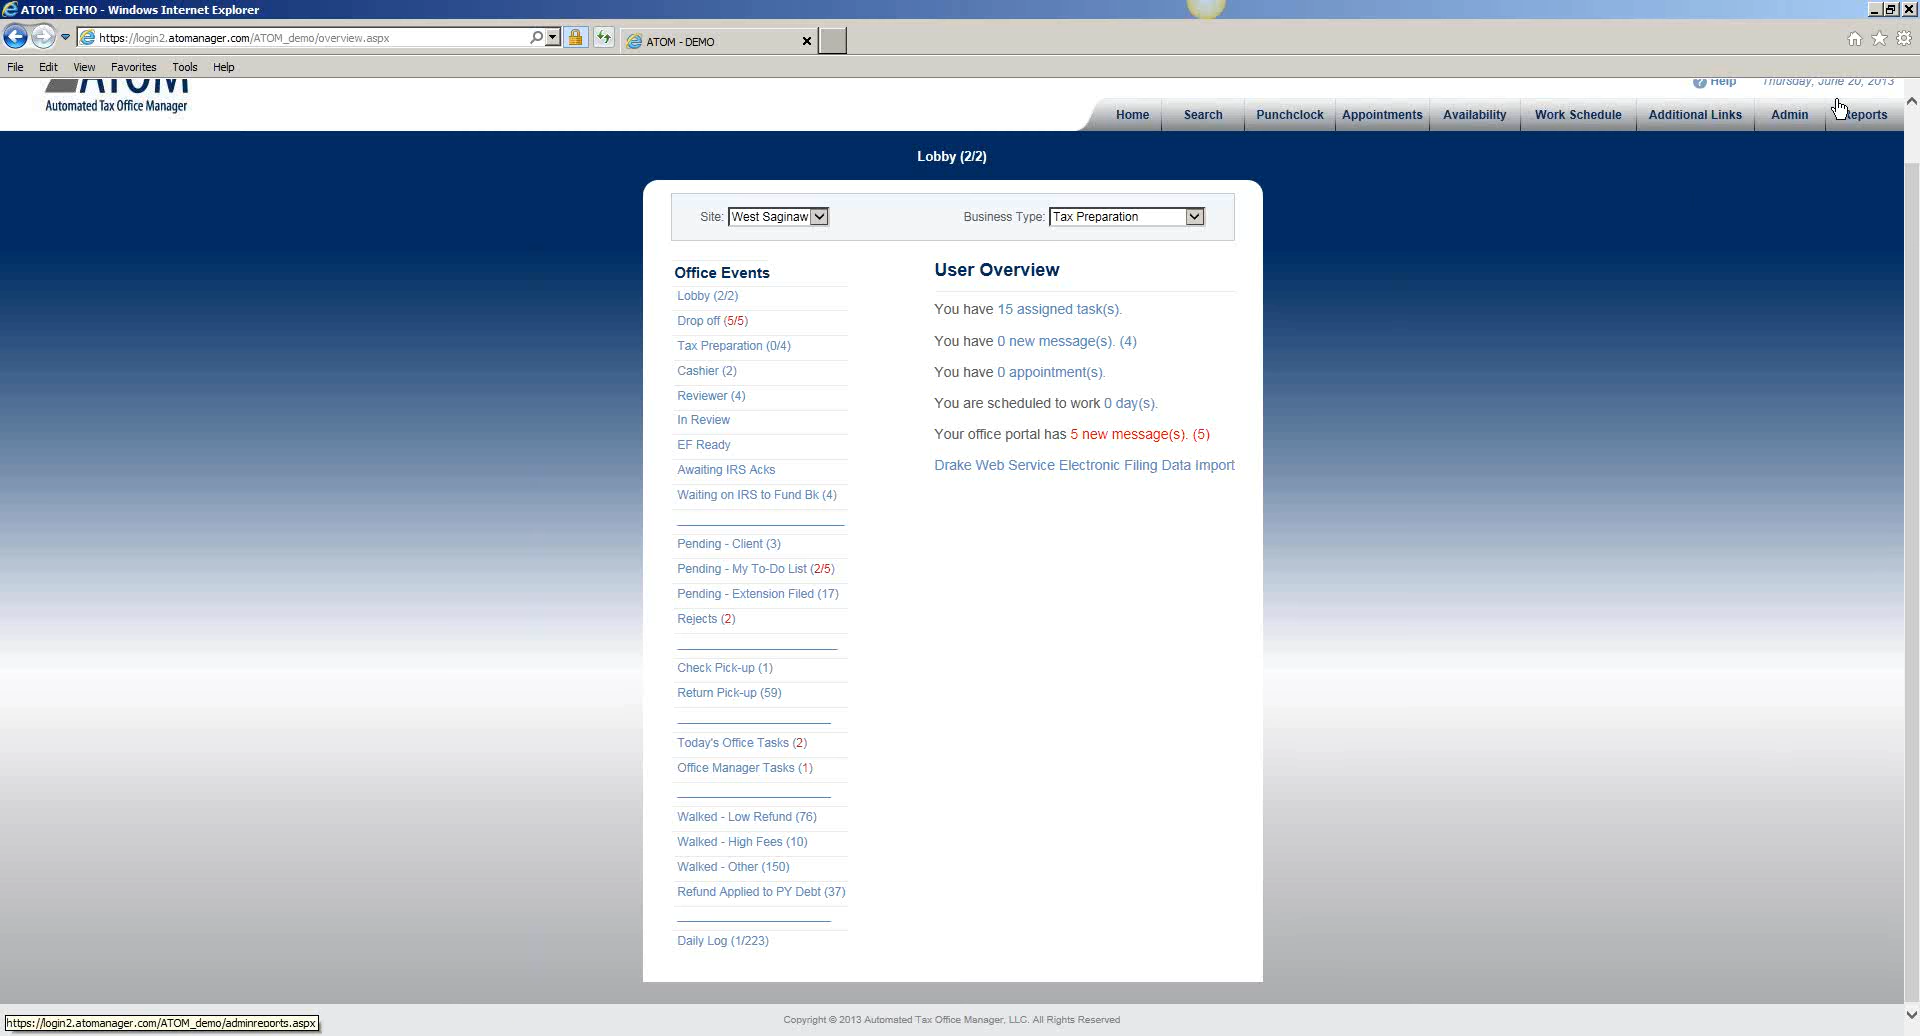 ATOM - DEMO - Windows Internet Explorer
https://login2.atomanager.com/ATOM_demo/overview.aspx
ATOM - DEMO
File Edit View Favorites Tools Help
ATOM
Automated Tax Office Manager
Help Thursday, June 20, 2013
Home Search Punchclock Appointments Availability Work Schedule Additional Links Admin Reports
Lobby (2/2)
Site: West Saginaw Business Type: Tax Preparation
Office Events
Lobby (2/2)
Drop off (5/5)
Tax Preparation (0/4)
Cashier (2)
Reviewer (4)
In Review
EF Ready
Awaiting IRS Acks
Waiting on IRS to Fund Bk (4)
Pending - Client (3)
Pending - My To-Do List (2/5)
Pending - Extension Filed (17)
Rejects (2)
Check Pick-up (1)
Return Pick-up (59)
Today's Office Tasks (2)
Office Manager Tasks (1)
Walked - Low Refund (76)
Walked - High Fees (10)
Walked - Other (150)
Refund Applied to PY Debt (37)
Daily Log (1/223)
User Overview
You have 15 assigned task(s).
You have 0 new message(s). (4)
You have 0 appointment(s).
You are scheduled to work 0 day(s).
Your office portal has 5 new message(s). (5)
Drake Web Service Electronic Filing Data Import
Copyright © 2013 Automated Tax Office Manager, LLC. All Rights Reserved
https://login2.atomanager.com/ATOM_demo/adminreports.aspx